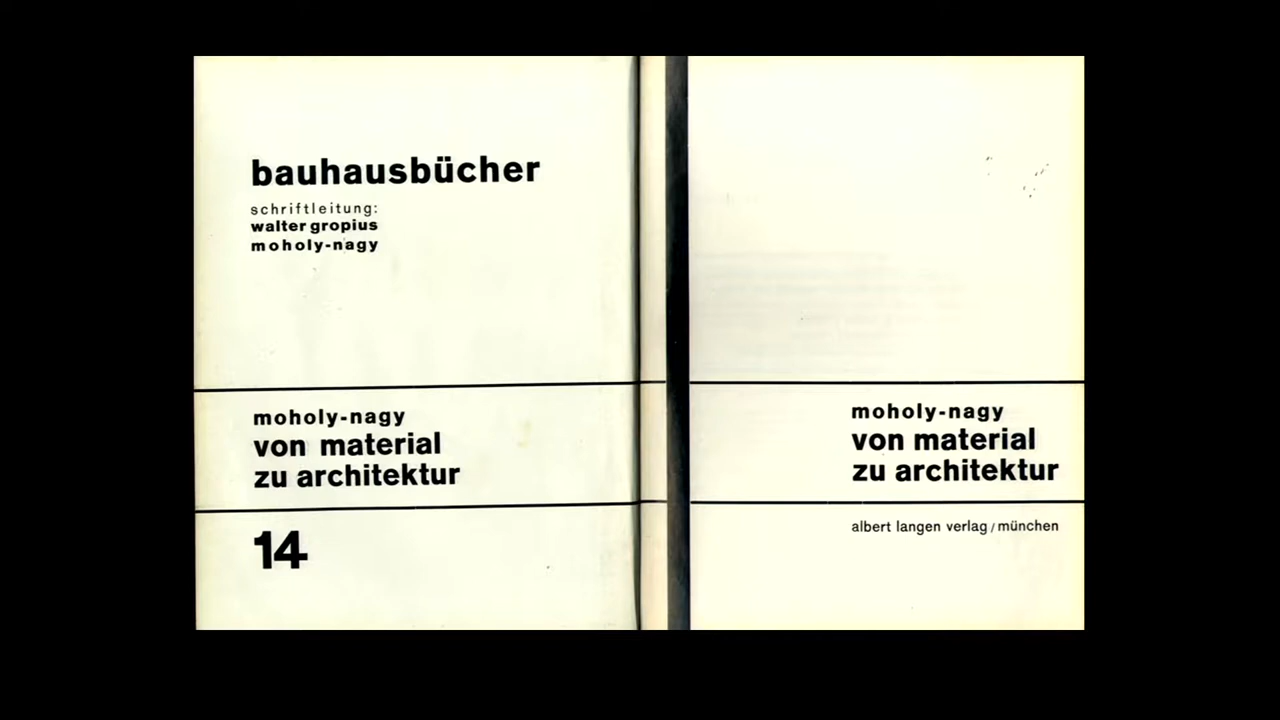 bauhausbücher
schriftleitung:
walter gropius
moholy-nagy
moholy-nagy
von material
zu architektur
14
moholy-nagy
von material
zu architektur
albert langen verlag / münchen